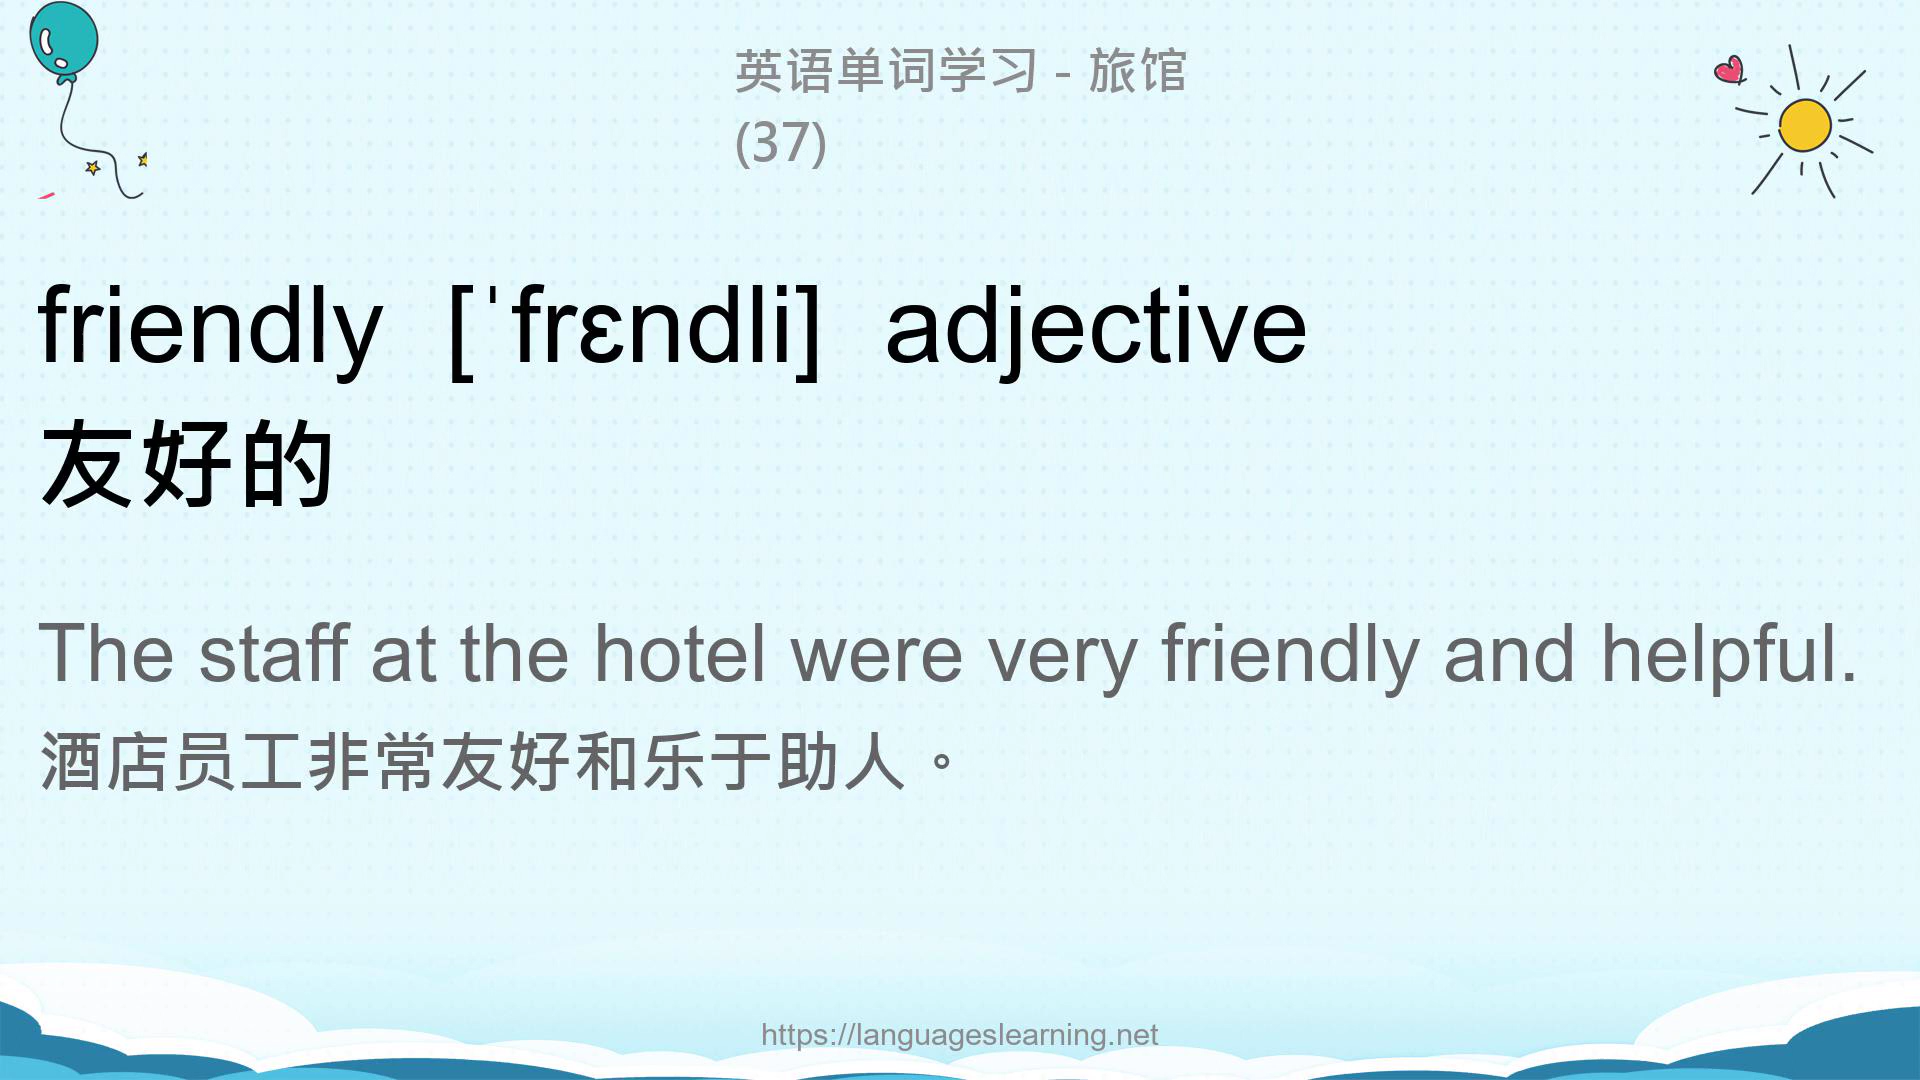 英语单词学习 - 旅馆
(37)
friendly [ˈfrɛndli] adjective
友好的
The staff at the hotel were very friendly and helpful.
酒店员工非常友好和乐于助人。
https://languageslearning.net